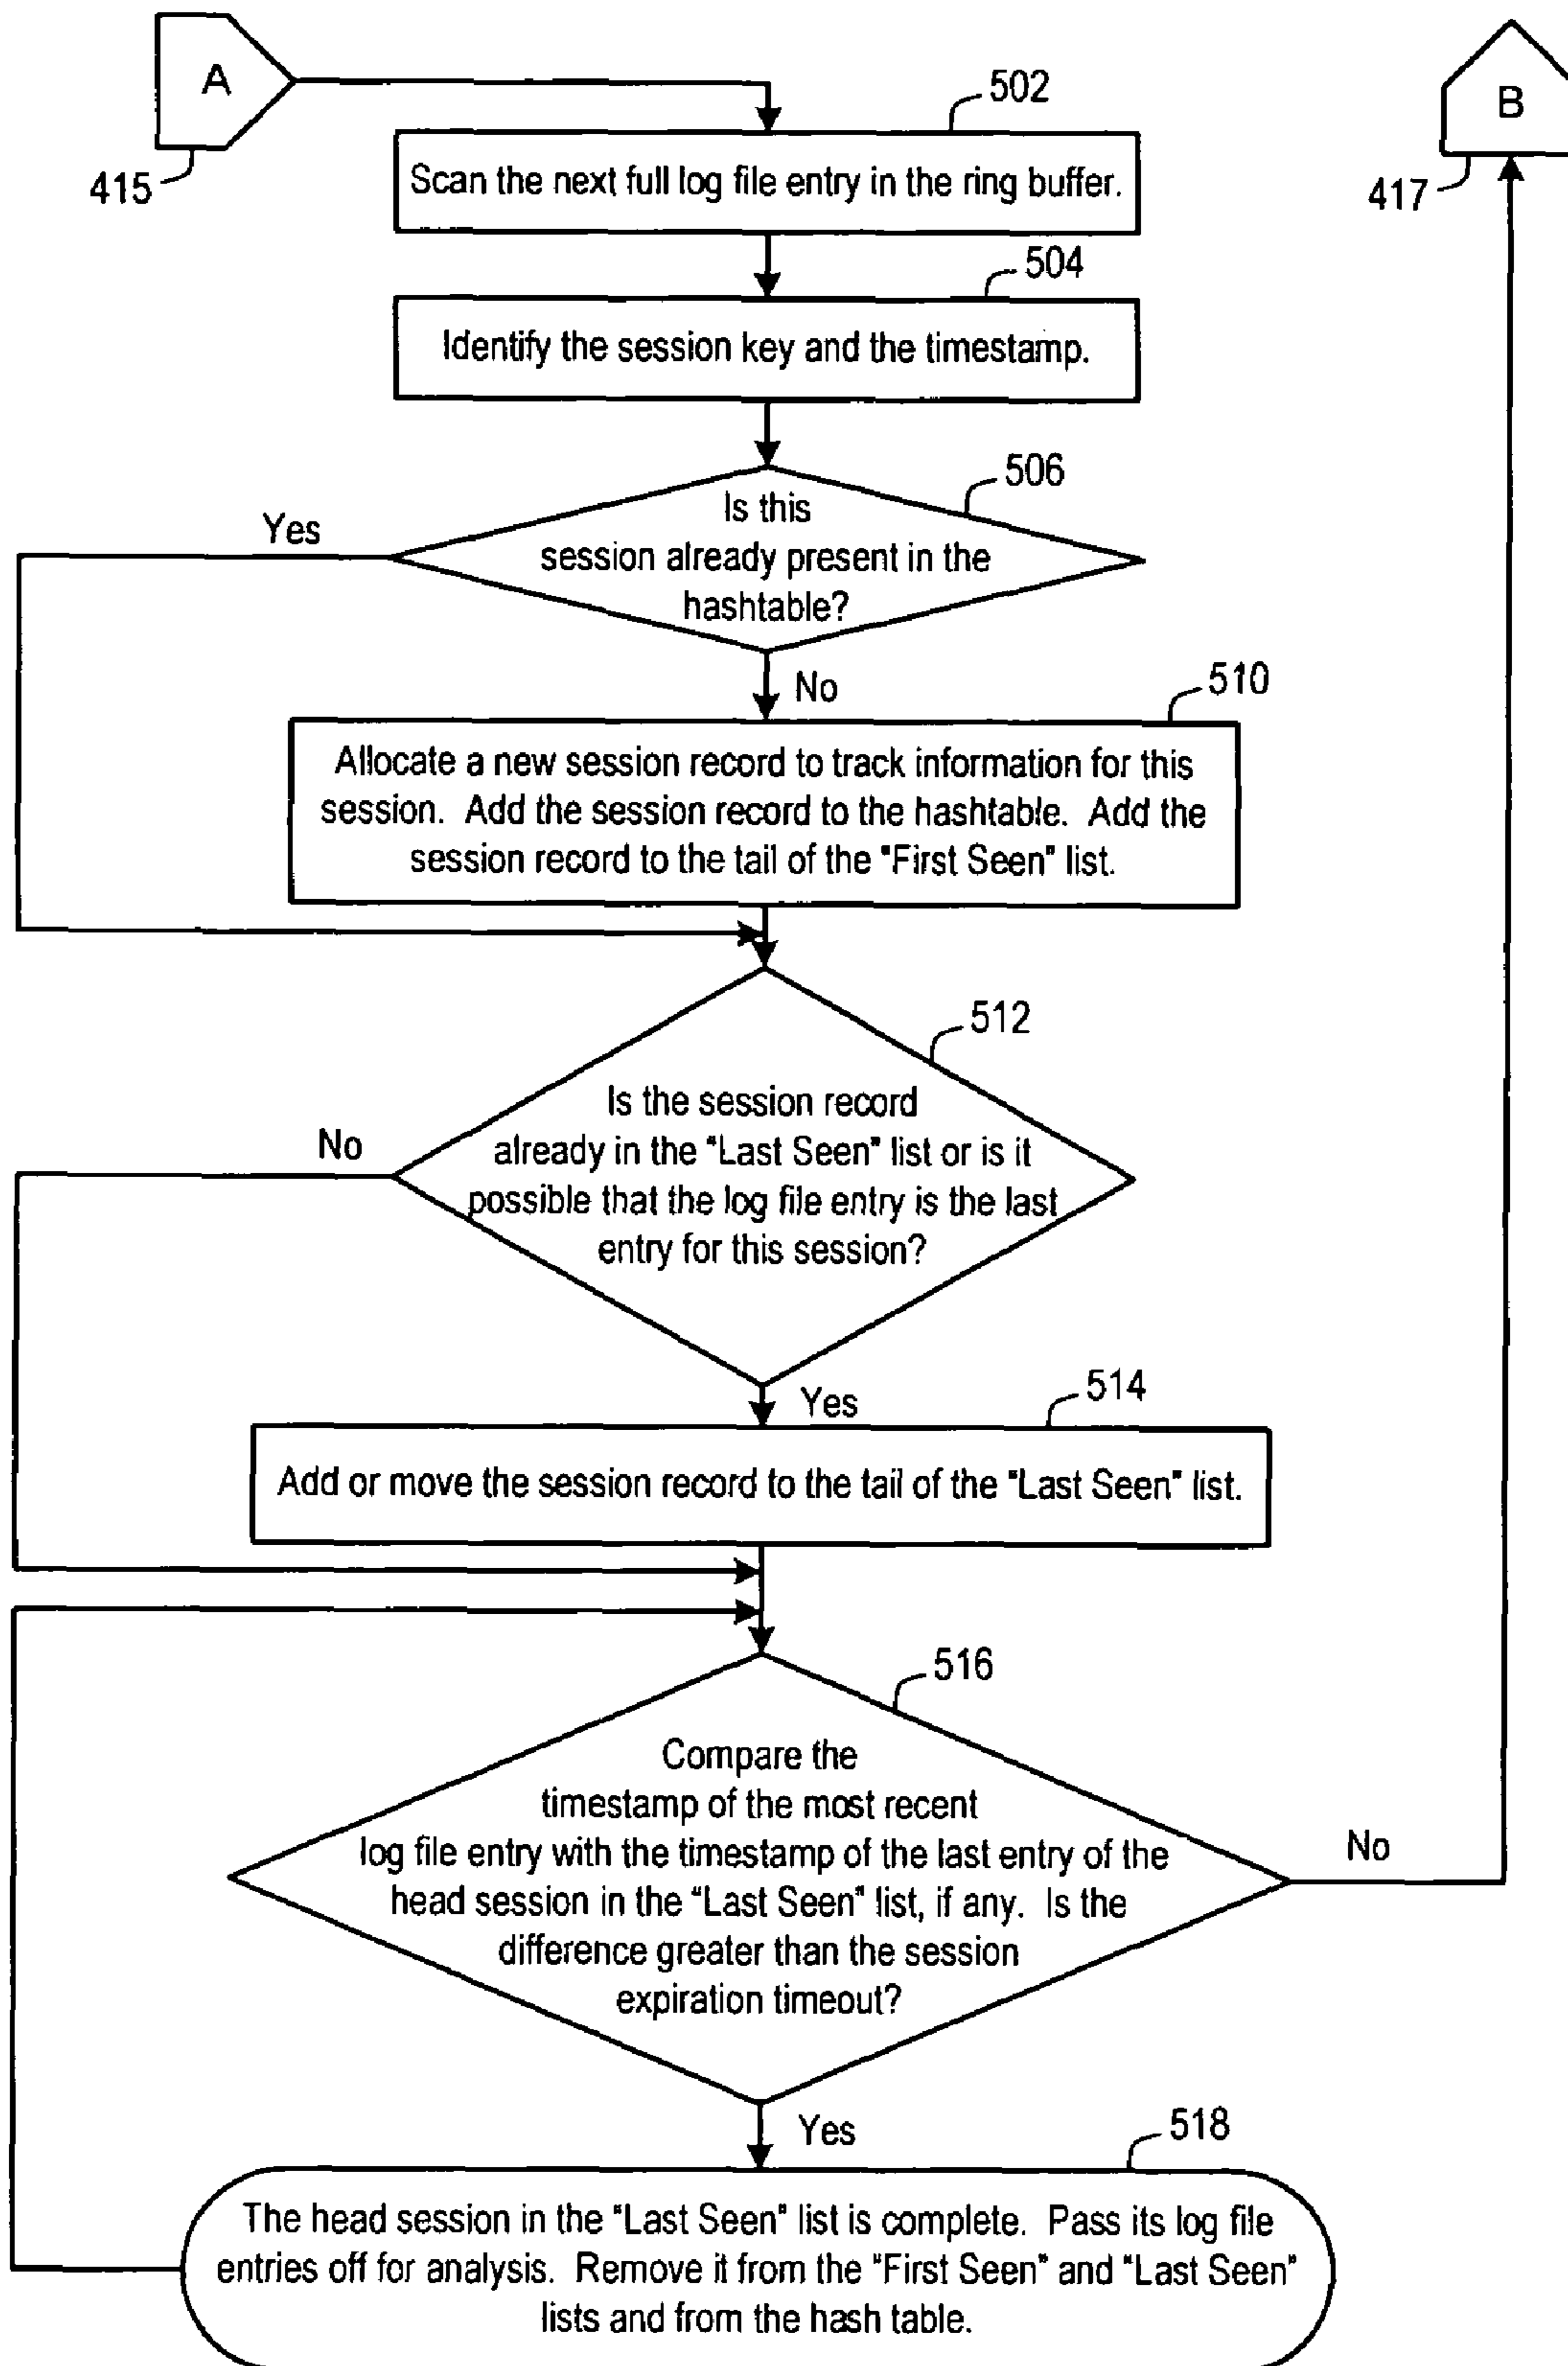 A
415
B
417
502
Scan the next full log file entry in the ring buffer.
504
Identify the session key and the timestamp.
506
Is this
session already present in the
hashtable?
Yes
No
510
Allocate a new session record to track information for this
session. Add the session record to the hashtable. Add the
session record to the tail of the "First Seen" list.
512
Is the session record
already in the "Last Seen" list or is it
possible that the log file entry is the last
entry for this session?
No
Yes
514
Add or move the session record to the tail of the "Last Seen" list.
516
Compare the
timestamp of the most recent
log file entry with the timestamp of the last entry of the
head session in the "Last Seen" list, if any. Is the
difference greater than the session
expiration timeout?
No
Yes
518
The head session in the "Last Seen" list is complete. Pass its log file
entries off for analysis. Remove it from the "First Seen" and "Last Seen"
lists and from the hash table.